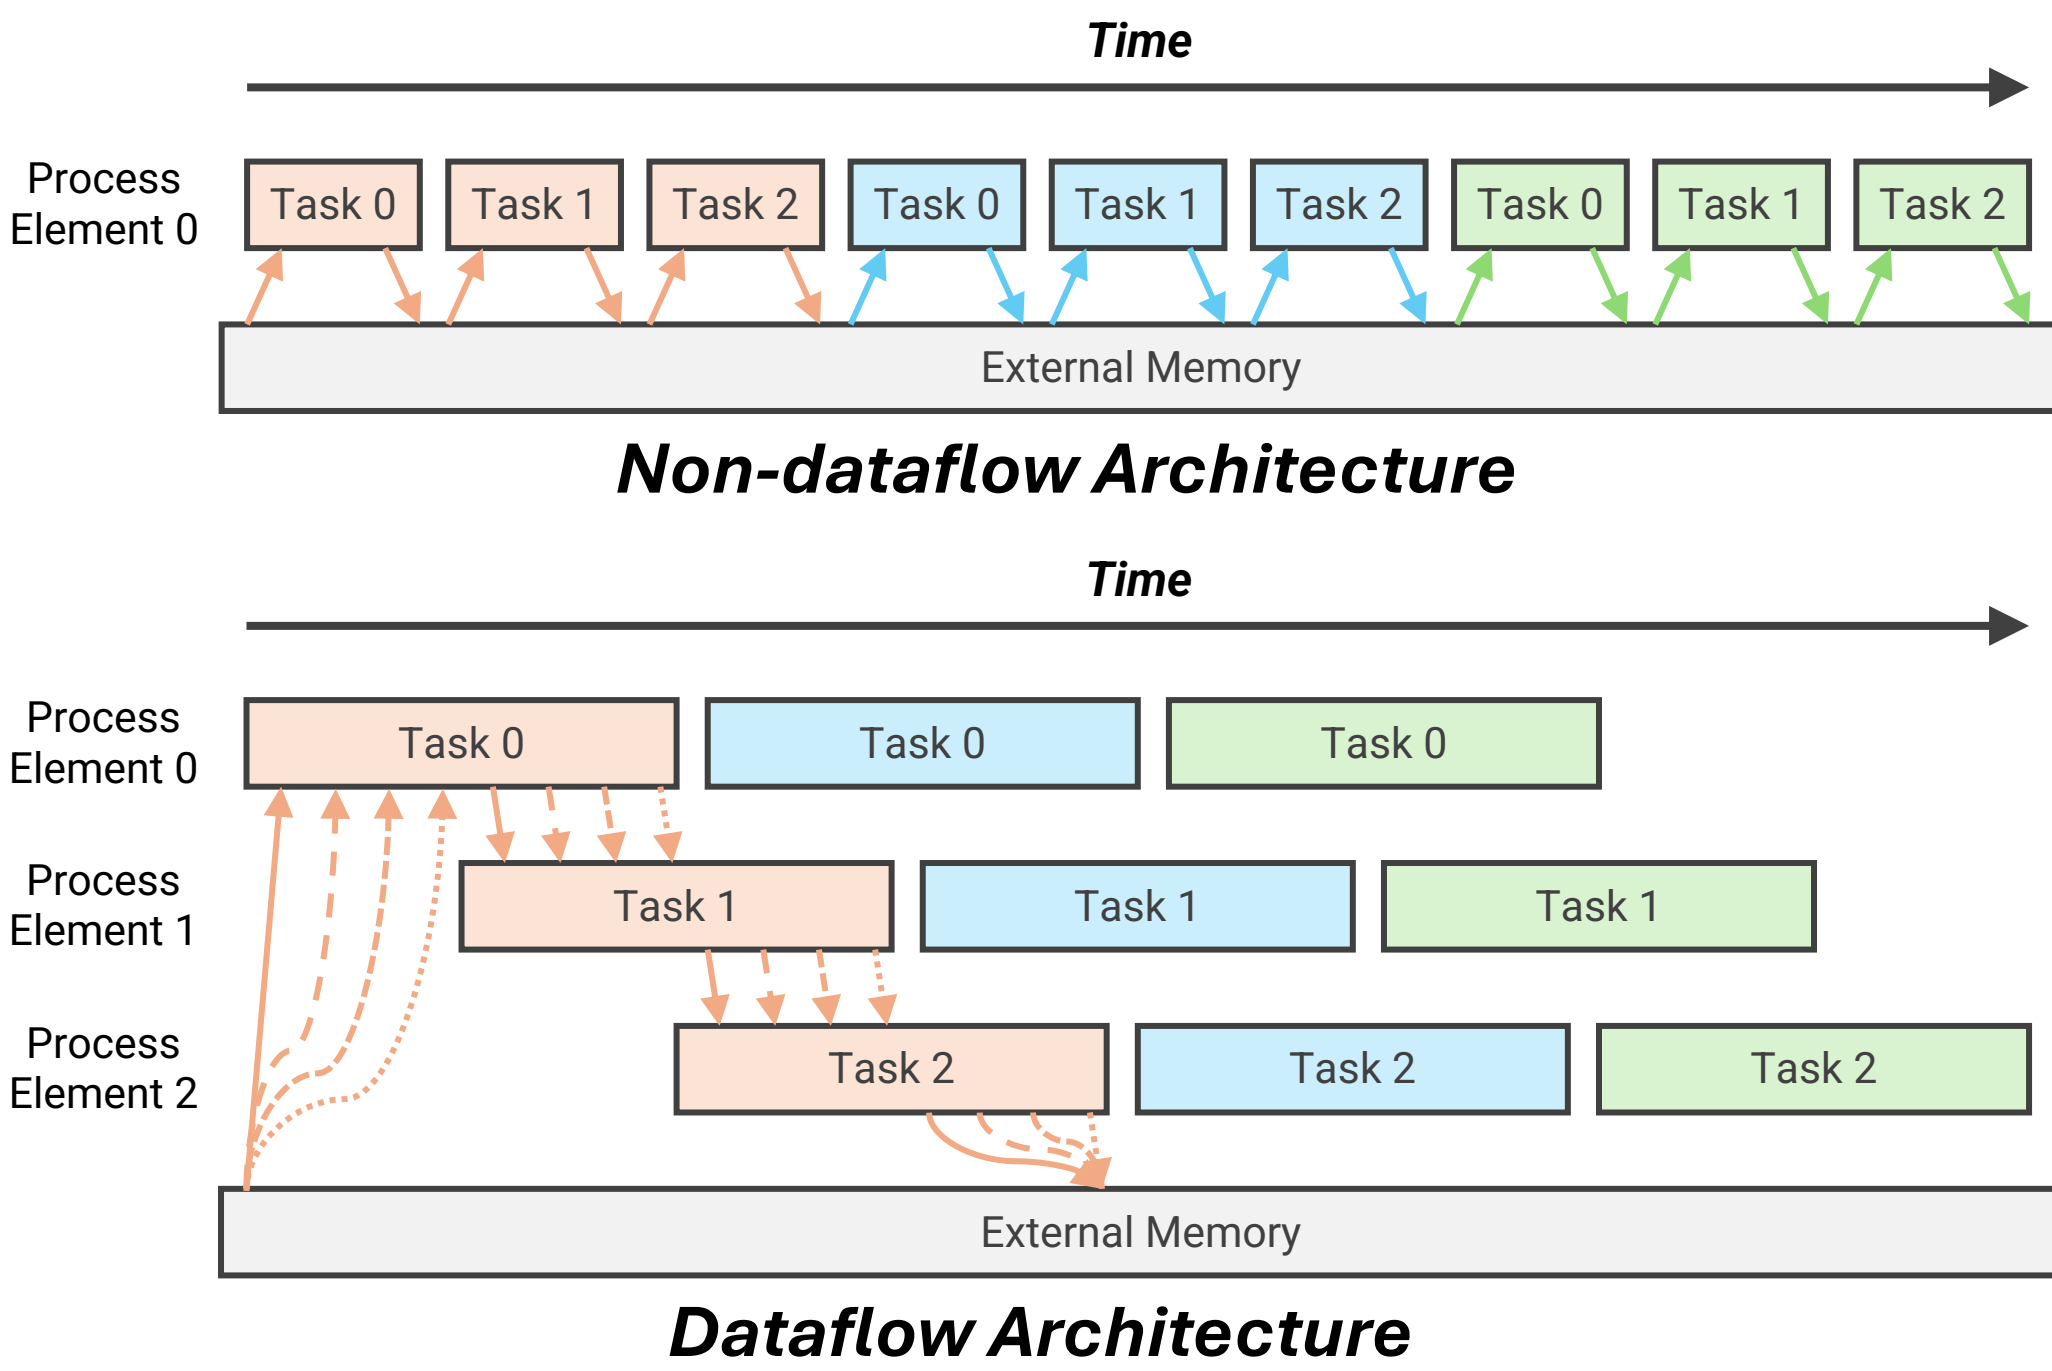 Time
Process
Element 0
Task 0
Task 1
Task 2
Task 0
Task 1
Task 2
Task 0
Task 1
Task 2
External Memory
Non-dataflow Architecture
Time
Process
Element 0
Task 0
Task 0
Task 0
Process
Element 1
Task 1
Task 1
Task 1
Process
Element 2
Task 2
Task 2
Task 2
External Memory
Dataflow Architecture